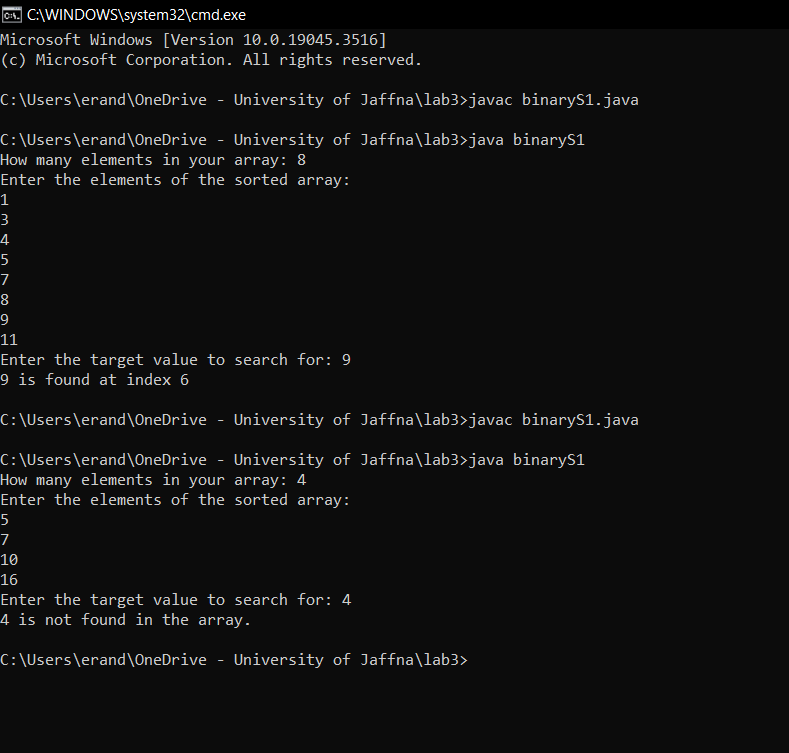 C:\WINDOWS\system32\cmd.exe
Microsoft Windows [Version 10.0.19045.3516]
(c) Microsoft Corporation. All rights reserved.
C:\Users\erand\OneDrive - University of Jaffna\lab3>javac binaryS1.java
C:\Users\erand\OneDrive - University of Jaffna\lab3>java binaryS1
How many elements in your array: 8
Enter the elements of the sorted array:
1
3
4
5
7
8
9
11
Enter the target value to search for: 9
9 is found at index 6
C:\Users\erand\OneDrive - University of Jaffna\lab3>javac binaryS1.java
C:\Users\erand\OneDrive - University of Jaffna\lab3>java binaryS1
How many elements in your array: 4
Enter the elements of the sorted array:
5
7
10
16
Enter the target value to search for: 4
4 is not found in the array.
C:\Users\erand\OneDrive - University of Jaffna\lab3>